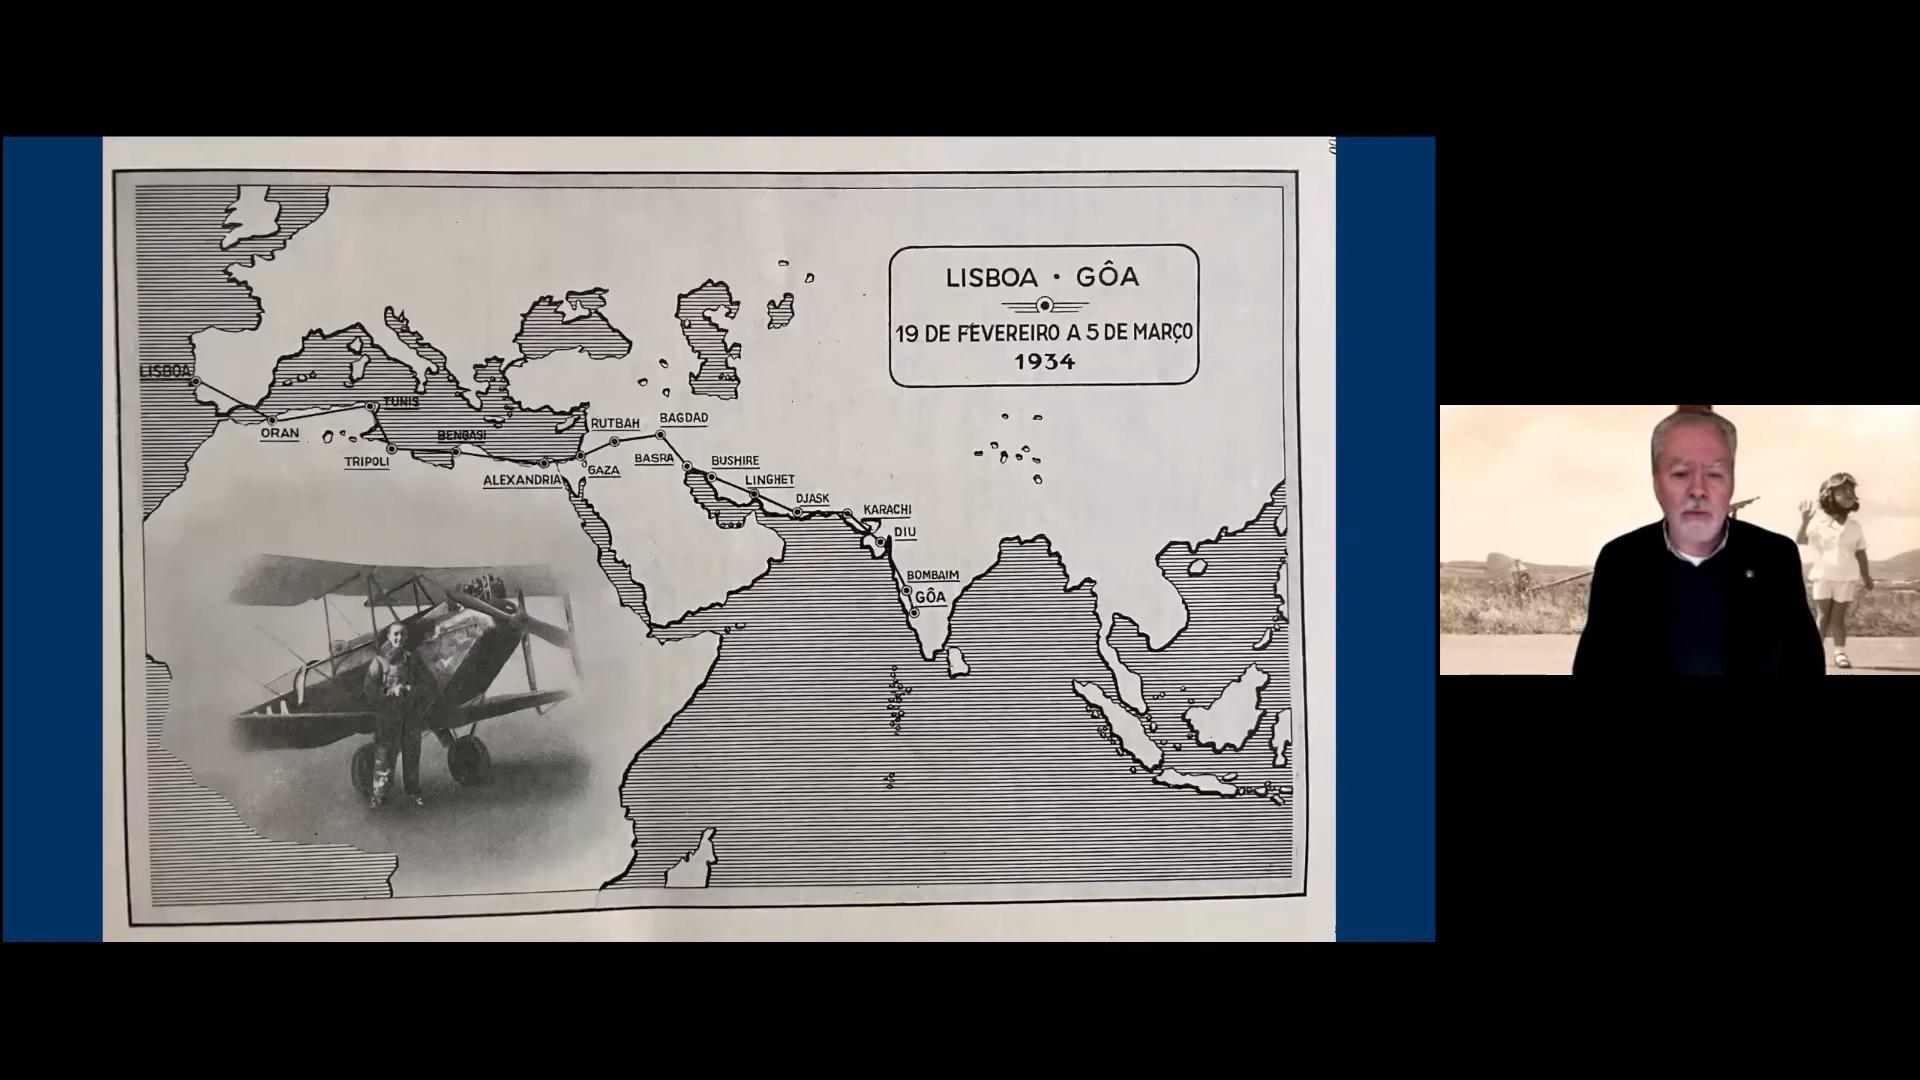 LISBOA • GÔA
19 DE FEVEREIRO A 5 DE MARÇO
1934
LISBOA
ORAN
TUNIS
TRIPOLI
BENGASI
ALEXANDRIA
GAZA
RUTBAH
BAGDAD
BASRA
BUSHIRE
LINGHET
DJASK
KARACHI
DIU
BOMBAIM
GÔA